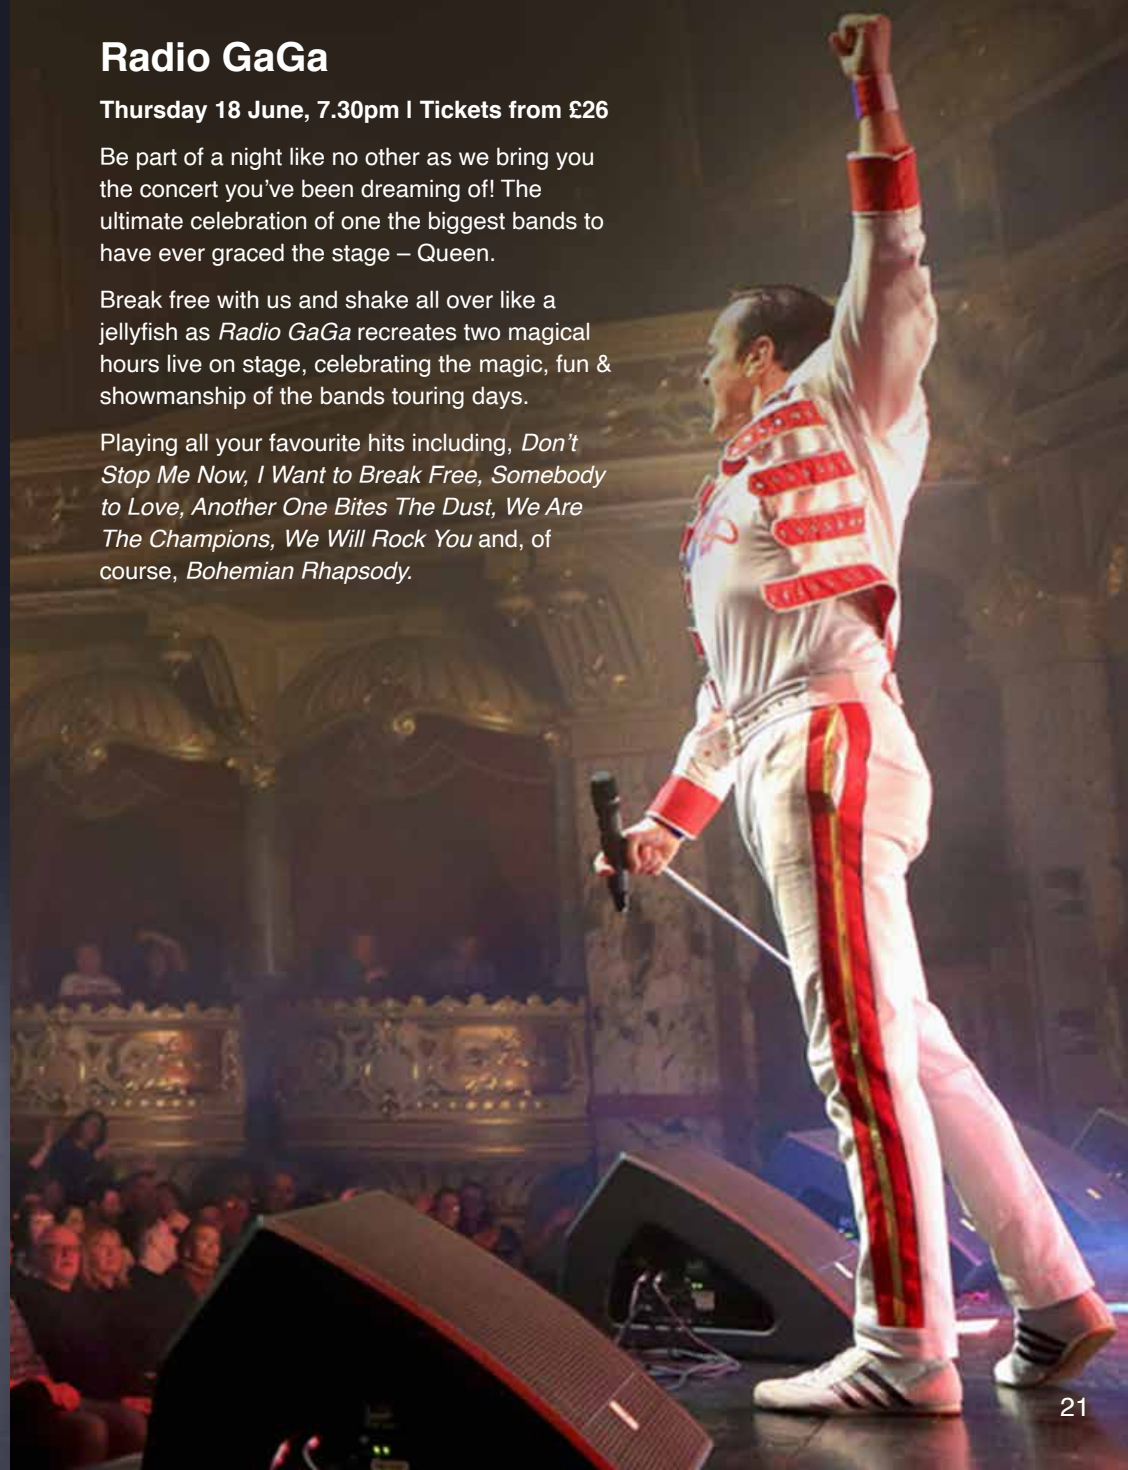 Radio GaGa
Thursday 18 June, 7.30pm | Tickets from £26
Be part of a night like no other as we bring you
the concert you’ve been dreaming of! The
ultimate celebration of one the biggest bands to
have ever graced the stage – Queen.
Break free with us and shake all over like a
jellyfish as Radio GaGa recreates two magical
hours live on stage, celebrating the magic, fun &
showmanship of the bands touring days.
Playing all your favourite hits including, Don’t
Stop Me Now, I Want to Break Free, Somebody
to Love, Another One Bites The Dust, We Are
The Champions, We Will Rock You and, of
course, Bohemian Rhapsody.
21